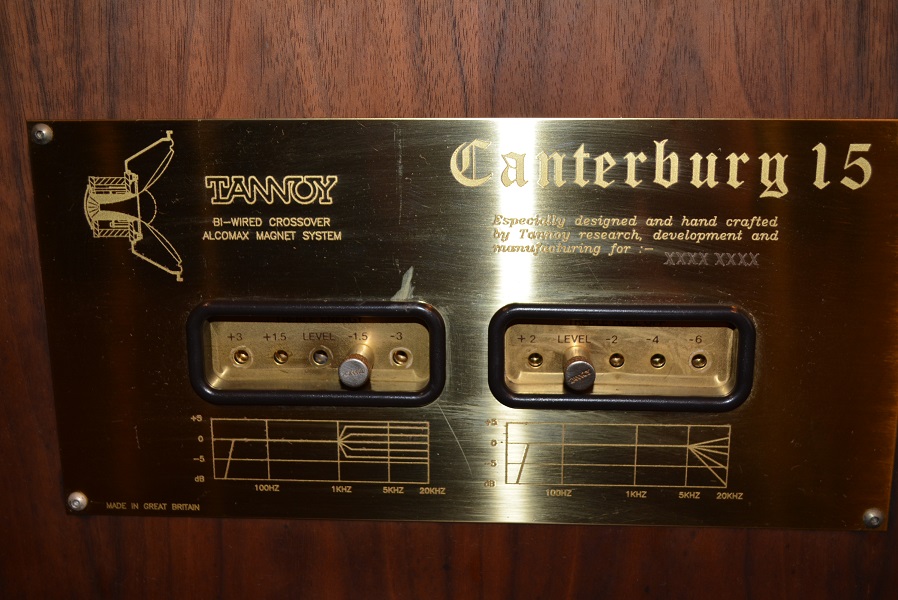 TANNOY
BI-WIRED CROSSOVER
ALCOMAX MAGNET SYSTEM
Canterbury 15
Especially designed and hand crafted
by Tannoy research, development and
manufacturing for :-
XXXX XXXX
+3 +1.5 LEVEL -1.5 -3
+2 LEVEL -2 -4 -6
+5
0
-5
dB
100HZ 1KHZ 5KHZ 20KHZ
+5
0
-5
dB
100HZ 1KHZ 5KHZ 20KHZ
MADE IN GREAT BRITAIN